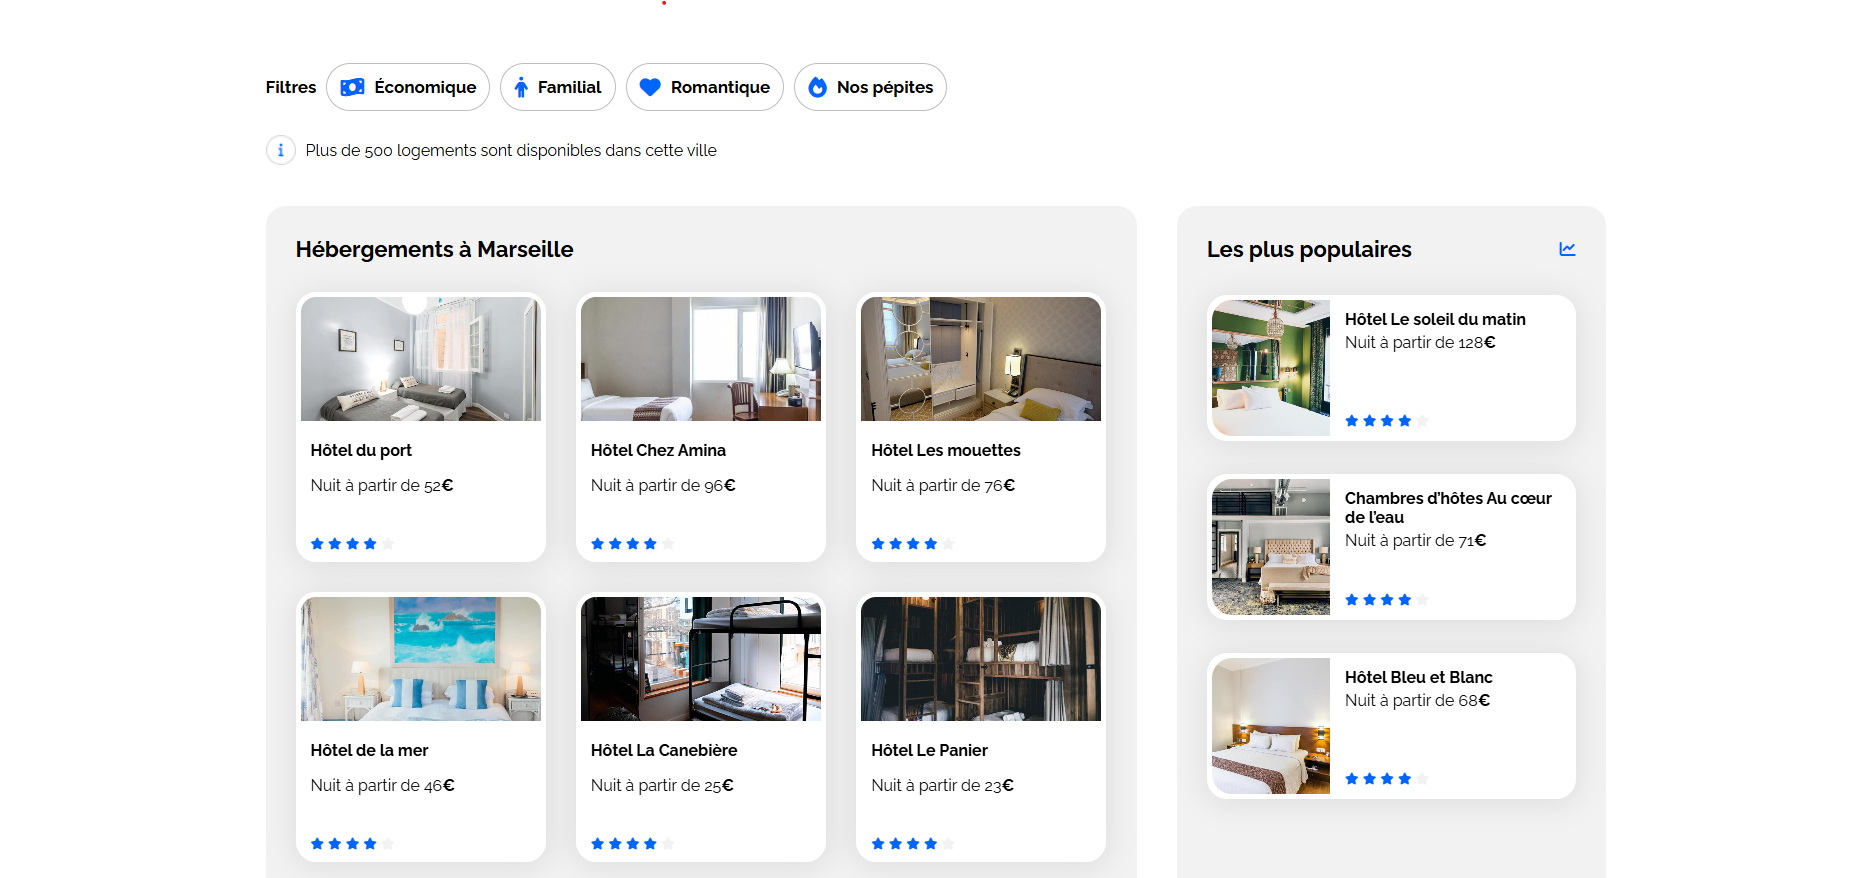 Filtres
Économique
Familial
Romantique
Nos pépites
Plus de 500 logements sont disponibles dans cette ville
Hébergements à Marseille
Hôtel du port
Nuit à partir de 52€
Hôtel Chez Amina
Nuit à partir de 96€
Hôtel Les mouettes
Nuit à partir de 76€
Hôtel de la mer
Nuit à partir de 46€
Hôtel La Canebière
Nuit à partir de 25€
Hôtel Le Panier
Nuit à partir de 23€
Les plus populaires
Hôtel Le soleil du matin
Nuit à partir de 128€
Chambres d’hôtes Au cœur
de l’eau
Nuit à partir de 71€
Hôtel Bleu et Blanc
Nuit à partir de 68€